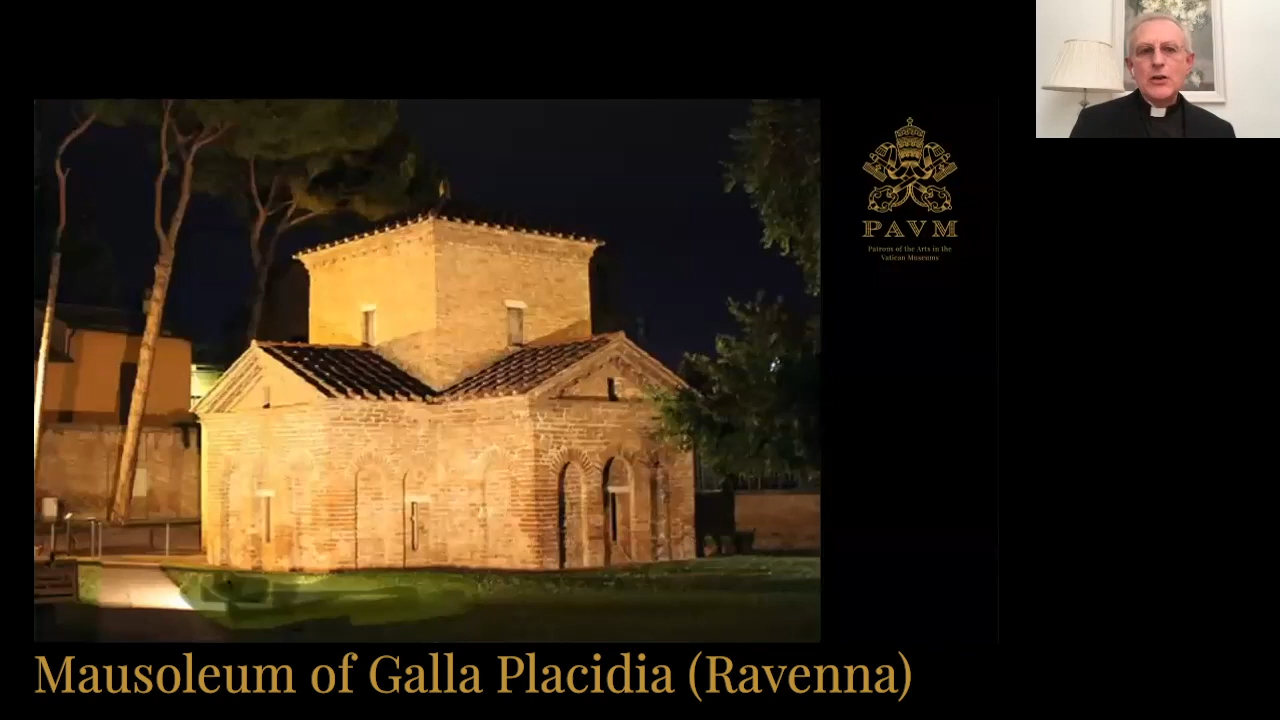 PAVM
Patrons of the Arts in the
Vatican Museums
Mausoleum of Galla Placidia (Ravenna)